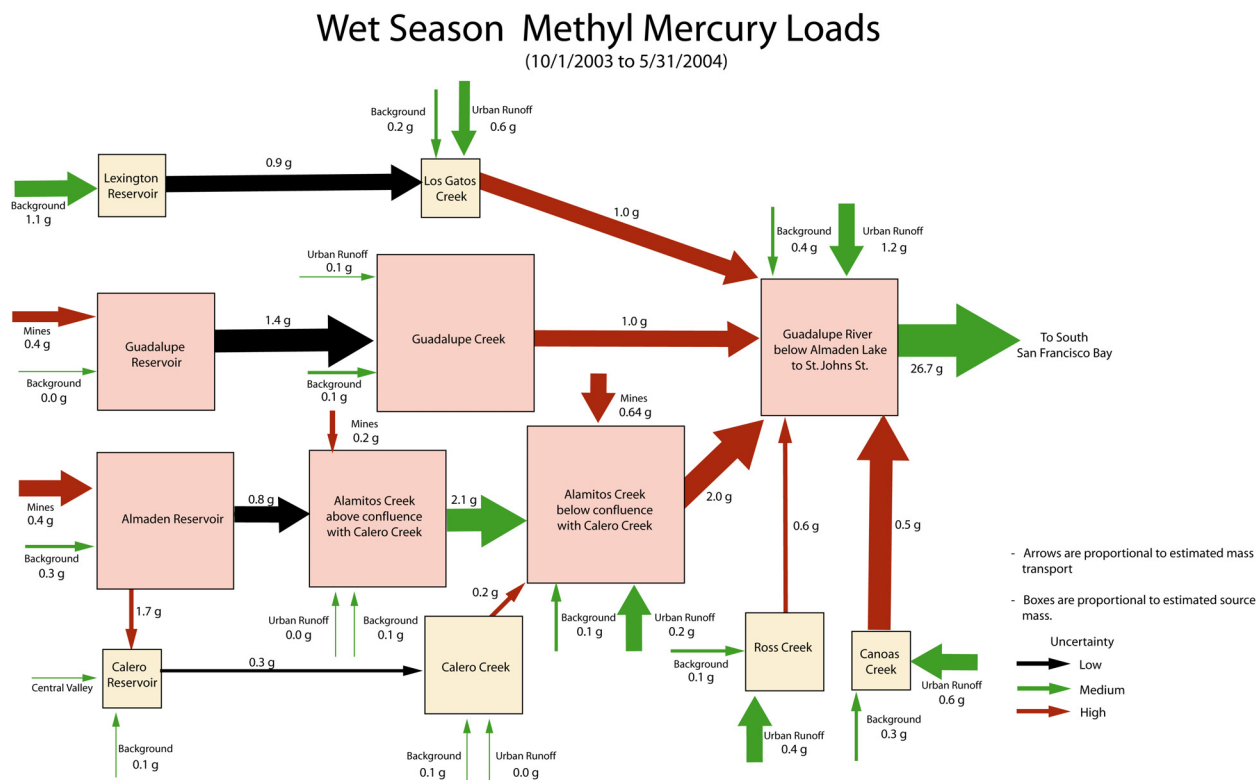 Wet Season Methyl Mercury Loads
(10/1/2003 to 5/31/2004)
Background
0.2 g
Urban Runoff
0.6 g
Lexington
Reservoir
Background
1.1 g
0.9 g
Los Gatos
Creek
1.0 g
Background
0.4 g
Urban Runoff
1.2 g
Urban Runoff
0.1 g
Mines
0.4 g
Guadalupe
Reservoir
Background
0.0 g
1.4 g
Guadalupe Creek
Background
0.1 g
1.0 g
Guadalupe River
below Almaden Lake
to St. Johns St.
26.7 g
To South
San Francisco Bay
Mines
0.2 g
Mines
0.64 g
Mines
0.4 g
Almaden Reservoir
Background
0.3 g
0.8 g
Alamitos Creek
above confluence
with Calero Creek
2.1 g
Alamitos Creek
below confluence
with Calero Creek
2.0 g
0.6 g
0.5 g
1.7 g
Urban Runoff
0.0 g
Background
0.1 g
0.2 g
Background
0.1 g
Urban Runoff
0.2 g
Calero
Reservoir
Central Valley
Background
0.1 g
0.3 g
Calero Creek
Background
0.1 g
Urban Runoff
0.0 g
Ross Creek
Background
0.1 g
Urban Runoff
0.4 g
Canoas
Creek
Urban Runoff
0.6 g
Background
0.3 g
- Arrows are proportional to estimated mass
transport
- Boxes are proportional to estimated source
mass.
Uncertainty
Low
Medium
High